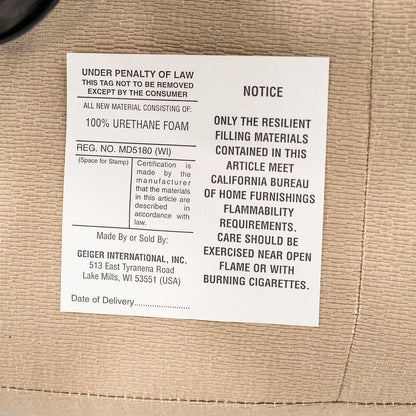 UNDER PENALTY OF LAW
THIS TAG NOT TO BE REMOVED
EXCEPT BY THE CONSUMER
ALL NEW MATERIAL CONSISTING OF:
100% URETHANE FOAM
REG. NO. MD5180 (WI)
(Space for Stamp)
Certification is
made by the
manufacturer
that the materials
in this article
are described in
accordance with
law.
Made By or Sold By:
GEIGER INTERNATIONAL, INC.
513 East Tyranena Road
Lake Mills, WI 53551 (USA)
Date of Delivery.....................
NOTICE
ONLY THE RESILIENT
FILLING MATERIALS
CONTAINED IN THIS
ARTICLE MEET
CALIFORNIA BUREAU
OF HOME FURNISHINGS
FLAMMABILITY
REQUIREMENTS.
CARE SHOULD BE
EXERCISED NEAR OPEN
FLAME OR WITH
BURNING CIGARETTES.